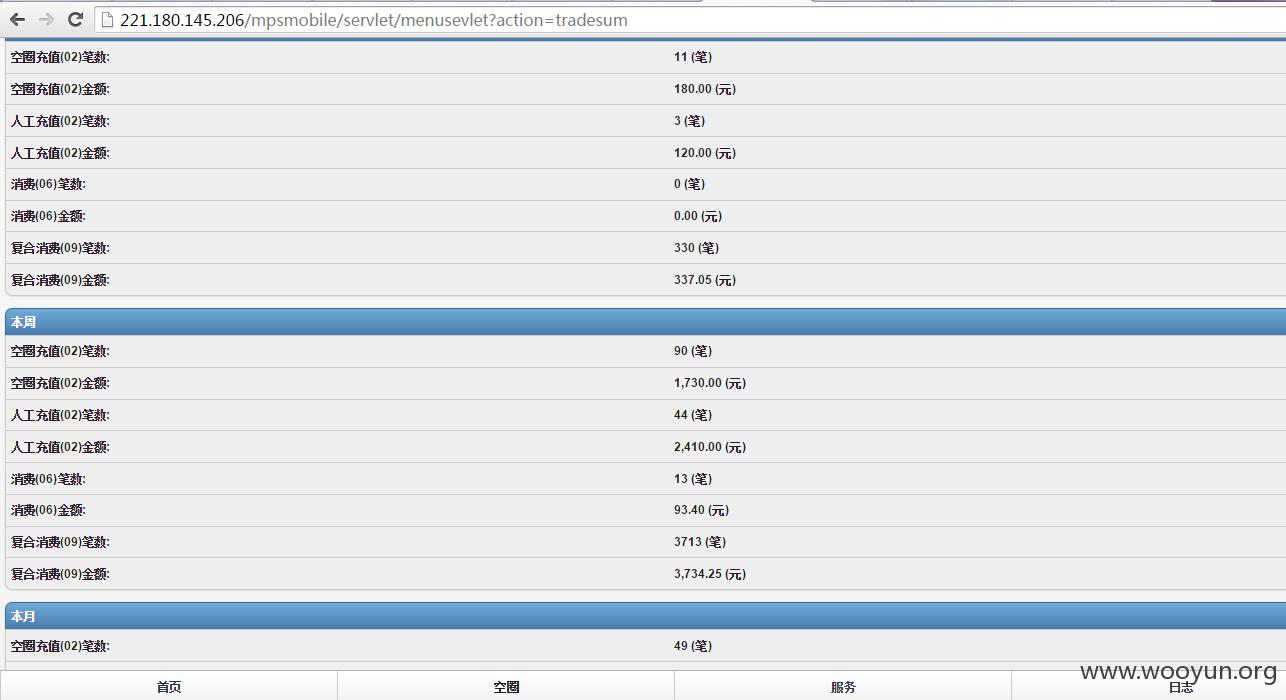 221.180.145.206/mpsmobile/servlet/menusevlet?action=tradesum
空圈充值(02)笔数: 11 (笔)
空圈充值(02)金额: 180.00 (元)
人工充值(02)笔数: 3 (笔)
人工充值(02)金额: 120.00 (元)
消费(06)笔数: 0 (笔)
消费(06)金额: 0.00 (元)
复合消费(09)笔数: 330 (笔)
复合消费(09)金额: 337.05 (元)
本周
空圈充值(02)笔数: 90 (笔)
空圈充值(02)金额: 1,730.00 (元)
人工充值(02)笔数: 44 (笔)
人工充值(02)金额: 2,410.00 (元)
消费(06)笔数: 13 (笔)
消费(06)金额: 93.40 (元)
复合消费(09)笔数: 3713 (笔)
复合消费(09)金额: 3,734.25 (元)
本月
空圈充值(02)笔数: 49 (笔)
www.wooyun.org
首页 空圈 服务 日志